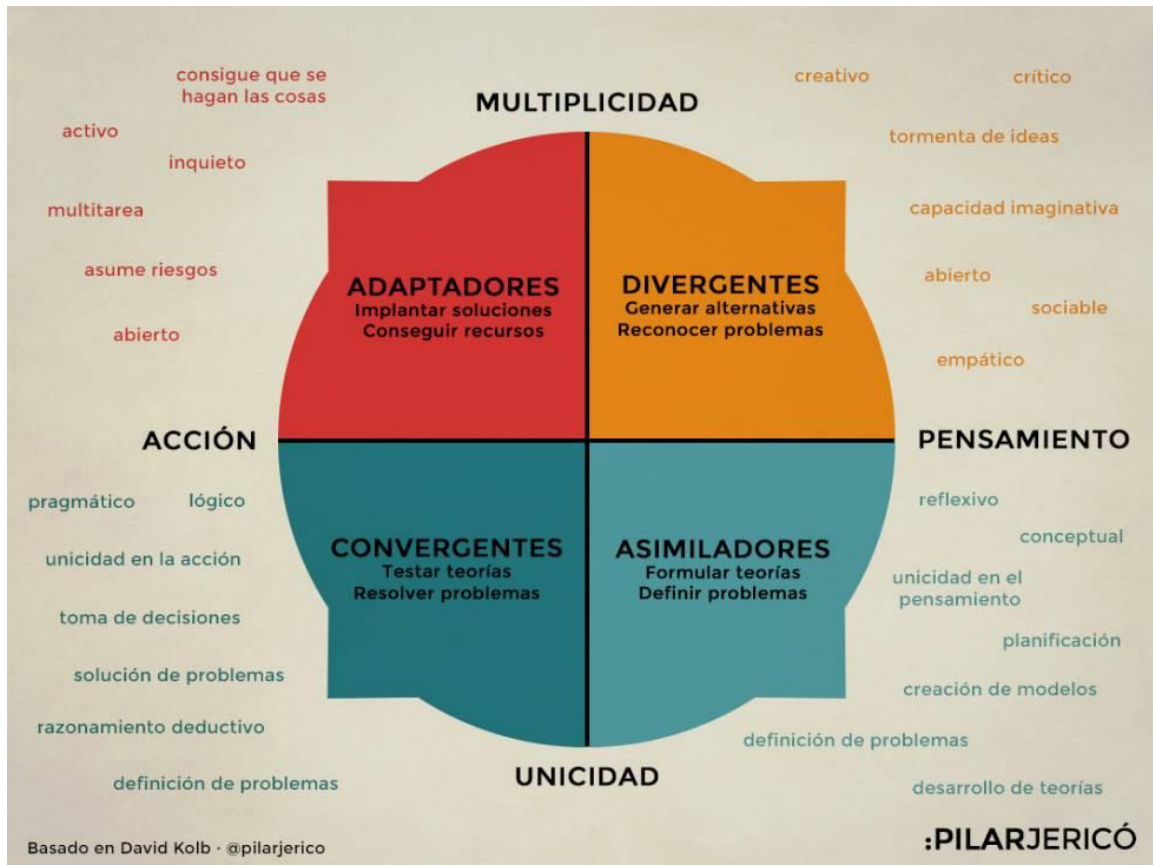 MULTIPLICIDAD
consigue que se
hagan las cosas
activo
inquieto
multitarea
asume riesgos
abierto
creativo
crítico
tormenta de ideas
capacidad imaginativa
abierto
sociable
empático
ADAPTADORES
Implantar soluciones
Conseguir recursos
DIVERGENTES
Generar alternativas
Reconocer problemas
ACCIÓN
PENSAMIENTO
pragmático
lógico
unicidad en la acción
toma de decisiones
solución de problemas
razonamiento deductivo
definición de problemas
CONVERGENTES
Testar teorías
Resolver problemas
ASIMILADORES
Formular teorías
Definir problemas
reflexivo
conceptual
unicidad en el
pensamiento
planificación
creación de modelos
definición de problemas
desarrollo de teorías
UNICIDAD
Basado en David Kolb · @pilarjerico
:PILARJERICÓ